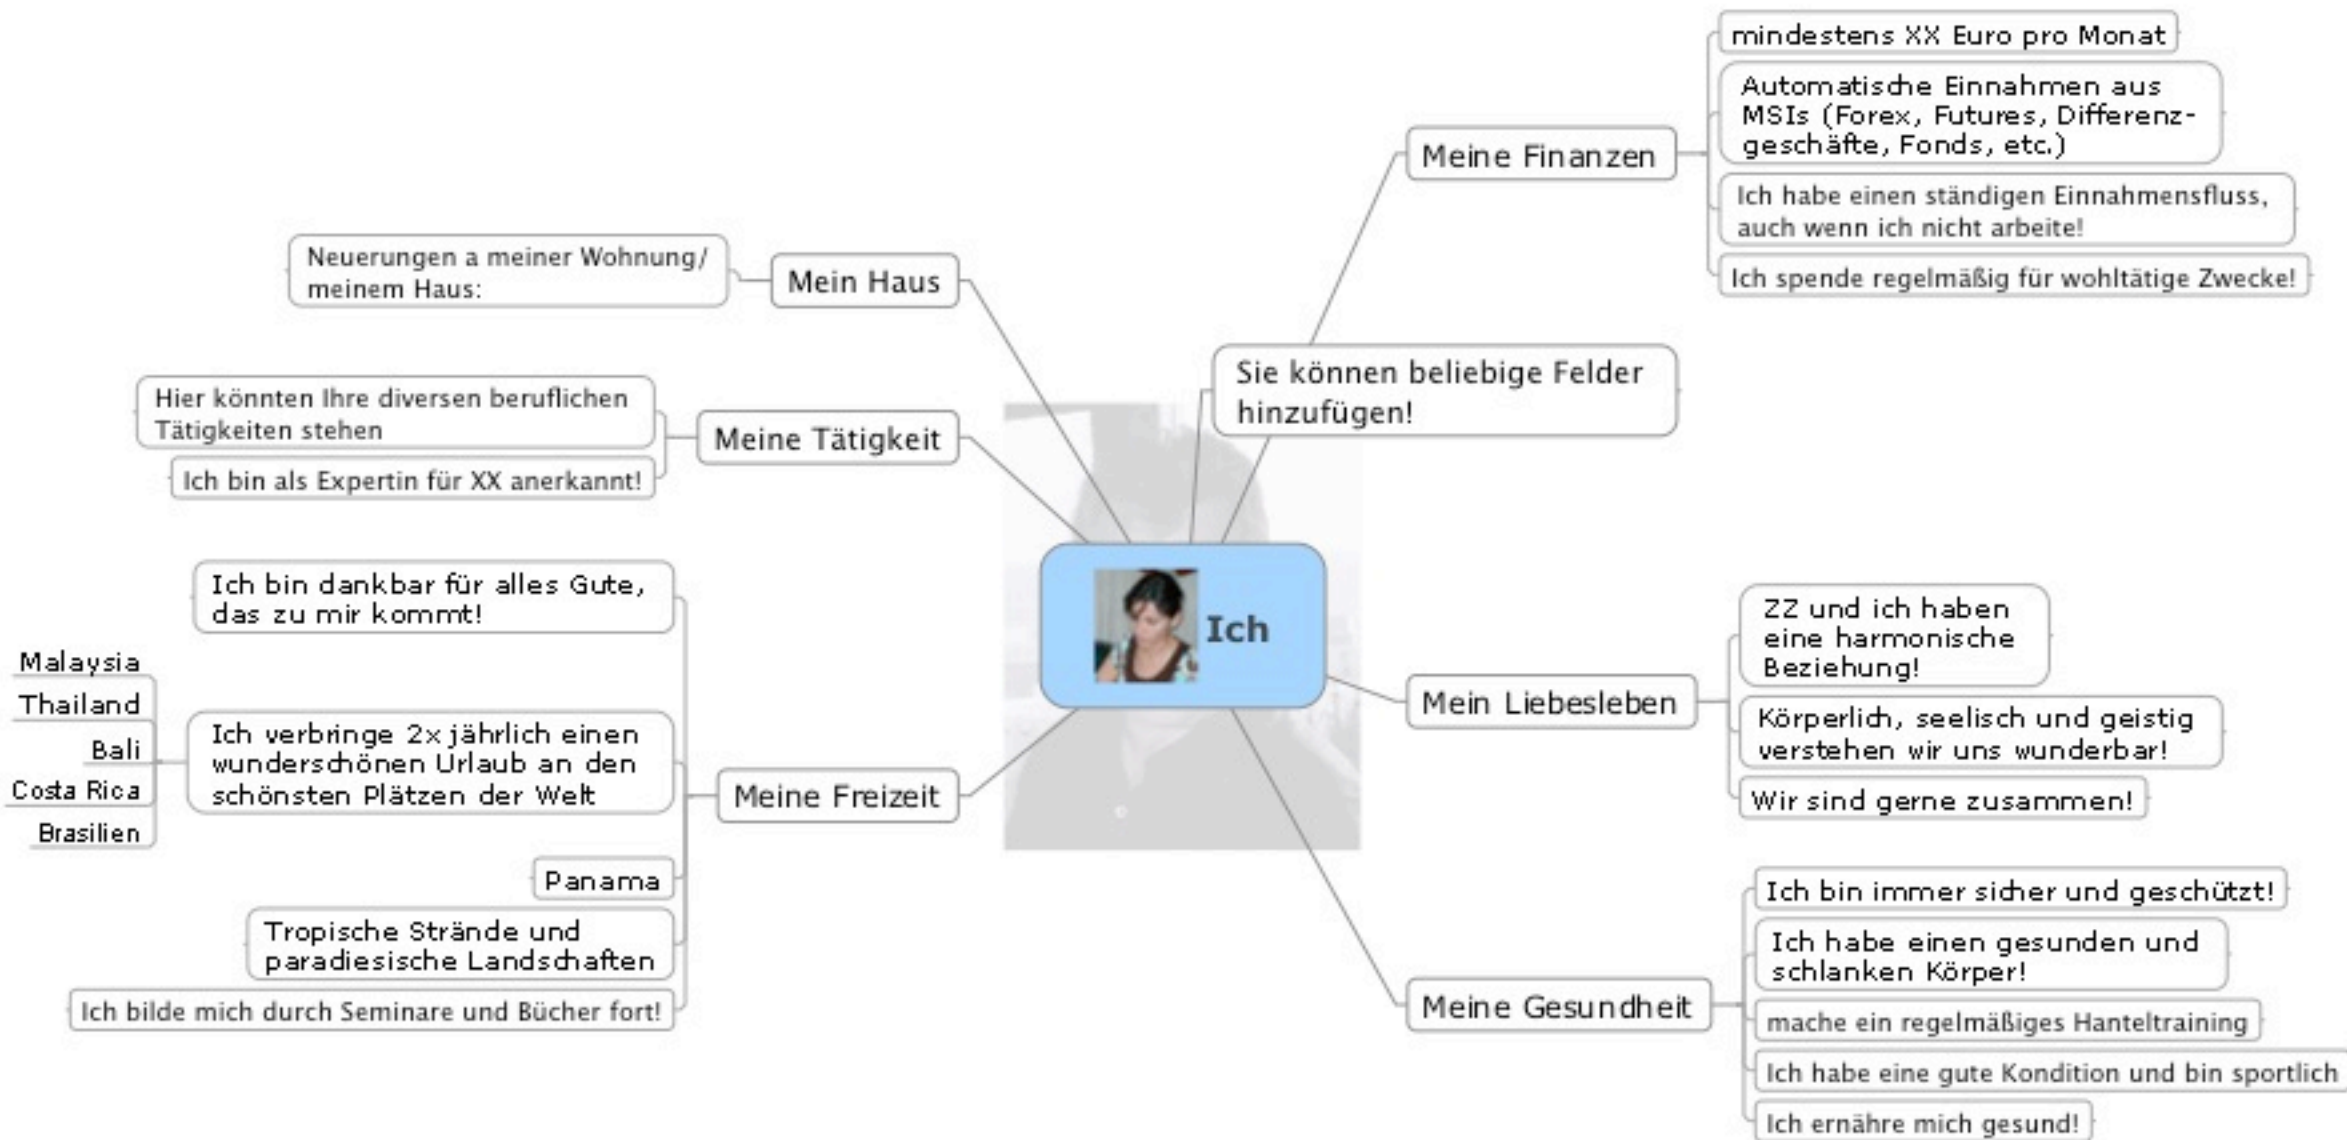 Ich
Meine Finanzen
mindestens XX Euro pro Monat
Automatische Einnahmen aus
MSIs (Forex, Futures, Differenz-
geschäfte, Fonds, etc.)
Ich habe einen ständigen Einnahmensfluss,
auch wenn ich nicht arbeite!
Ich spende regelmäßig für wohltätige Zwecke!
Sie können beliebige Felder
hinzufügen!
Mein Liebesleben
ZZ und ich haben
eine harmonische
Beziehung!
Körperlich, seelisch und geistig
verstehen wir uns wunderbar!
Wir sind gerne zusammen!
Meine Gesundheit
Ich bin immer sicher und geschützt!
Ich habe einen gesunden und
schlanken Körper!
mache ein regelmäßiges Hanteltraining
Ich habe eine gute Kondition und bin sportlich
Ich ernähre mich gesund!
Mein Haus
Neuerungen a meiner Wohnung/
meinem Haus:
Meine Tätigkeit
Hier könnten Ihre diversen beruflichen
Tätigkeiten stehen
Ich bin als Expertin für XX anerkannt!
Meine Freizeit
Ich bin dankbar für alles Gute,
das zu mir kommt!
Ich verbringe 2x jährlich einen
wunderschönen Urlaub an den
schönsten Plätzen der Welt
Malaysia
Thailand
Bali
Costa Rica
Brasilien
Panama
Tropische Strände und
paradiesische Landschaften
Ich bilde mich durch Seminare und Bücher fort!